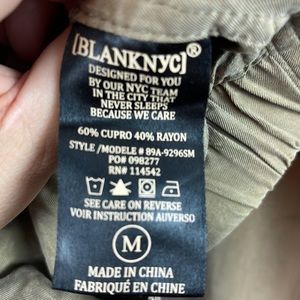 [BLANKNYC]®
DESIGNED FOR YOU
BY OUR NYC TEAM
IN THE CITY THAT
NEVER SLEEPS
BECAUSE WE CARE
60% CUPRO 40% RAYON
STYLE / MODELE # 89A-9296SM
PO# 098277
RN# 114542
SEE CARE ON REVERSE
VOIR INSTRUCTION AUVERSO
M
MADE IN CHINA
FABRIQUÉ EN CHINE